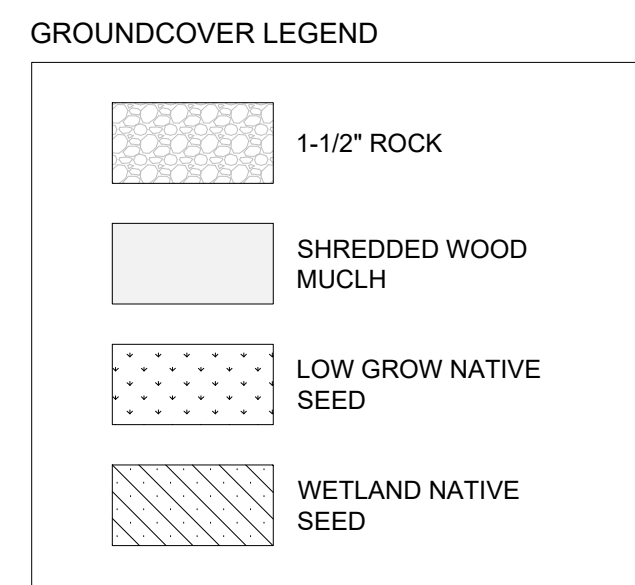 GROUNDCOVER LEGEND
1-1/2" ROCK
SHREDDED WOOD
MUCLH
LOW GROW NATIVE
SEED
WETLAND NATIVE
SEED